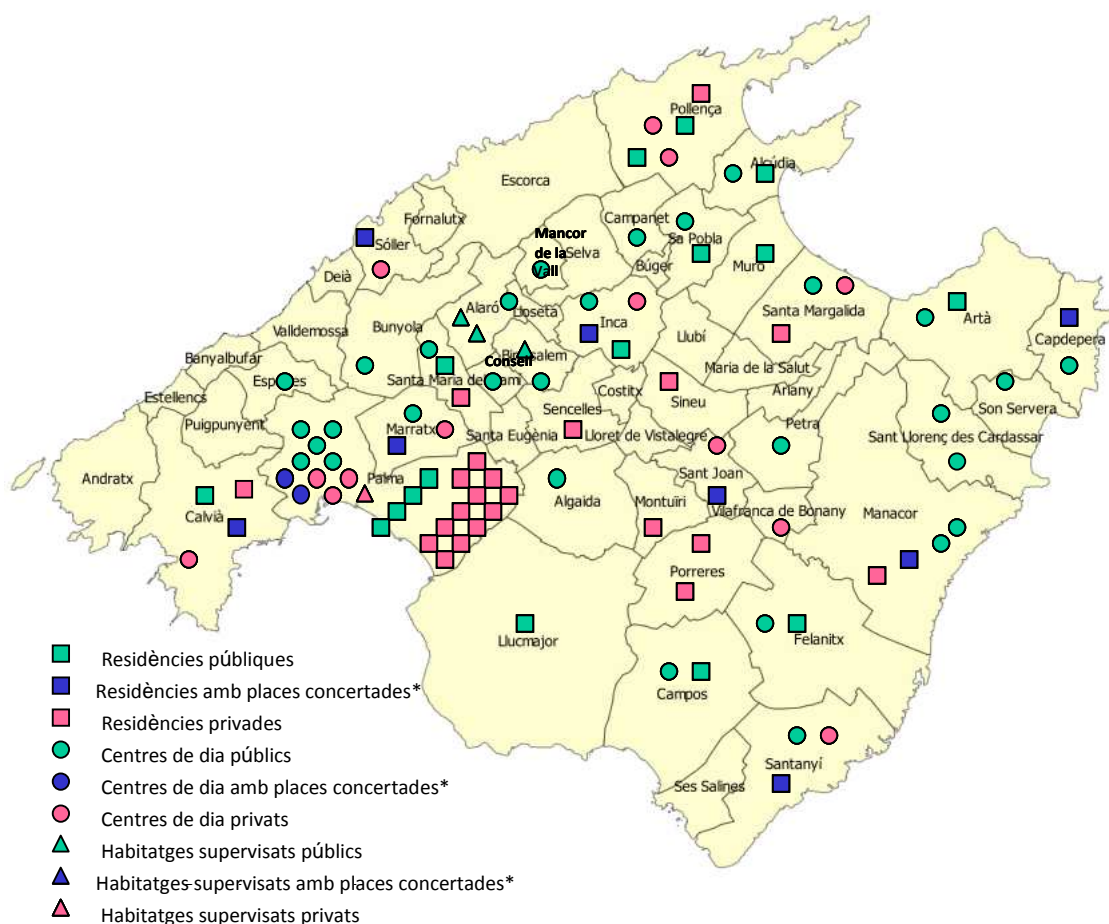 Pollença
Alcúdia
Escorca
Fornalutx
Campanet
Mancor
de la
Vall
Selva
Sa Pobla
Sóller
Búger
Muro
Deià
Alaró
Lloseta
Santa Margalida
Artà
Valldemossa
Bunyola
Inca
Llubí
Capdepera
Banyalbufar
Binissalem
Consell
Maria de la Salut
Esporles
Santa Maria del Camí
Costitx
Sineu
Ariany
Estellencs
Son Servera
Puigpunyent
Sencelles
Marratxí
Santa Eugènia
Lloret de Vistalegre
Petra
Sant Llorenç des Cardassar
Andratx
Palma
Sant Joan
Algaida
Montuïri
Vilafranca de Bonany
Manacor
Calvià
Porreres
Llucmajor
Felanitx
Campos
Santanyí
Ses Salines
Residències públiques
Residències amb places concertades*
Residències privades
Centres de dia públics
Centres de dia amb places concertades*
Centres de dia privats
Habitatges supervisats públics
Habitatges supervisats amb places concertades*
Habitatges supervisats privats